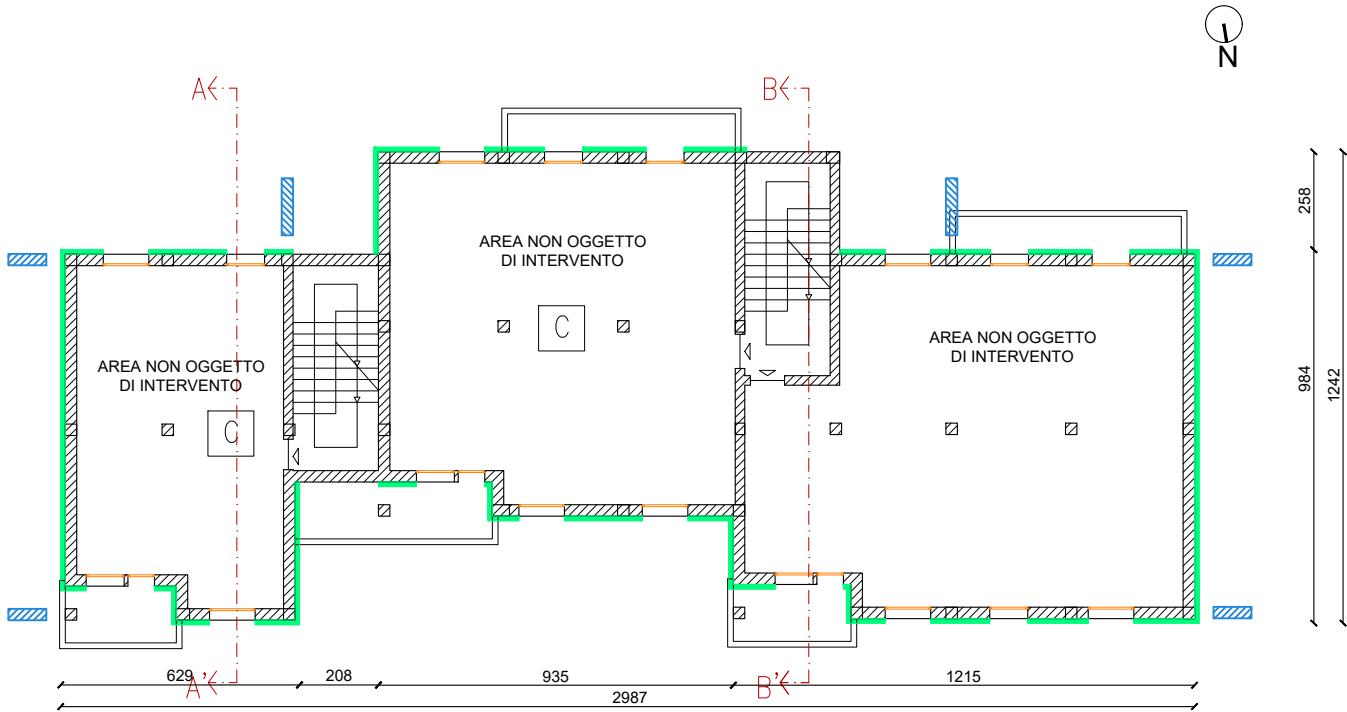 N
A
B
258
AREA NON OGGETTO
DI INTERVENTO
C
AREA NON OGGETTO
DI INTERVENTO
984
1242
AREA NON OGGETTO
DI INTERVENTO
C
629
208
935
1215
A'
B'
2987